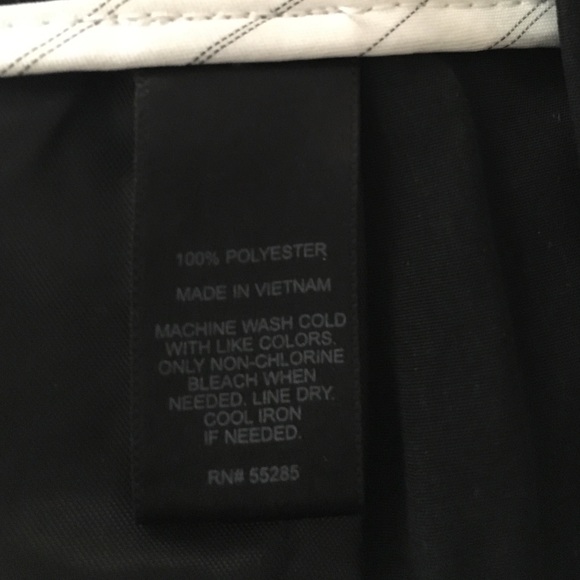 100% POLYESTER
MADE IN VIETNAM
MACHINE WASH COLD
WITH LIKE COLORS.
ONLY NON-CHLORINE
BLEACH WHEN
NEEDED. LINE DRY.
COOL IRON
IF NEEDED.
RN# 55285